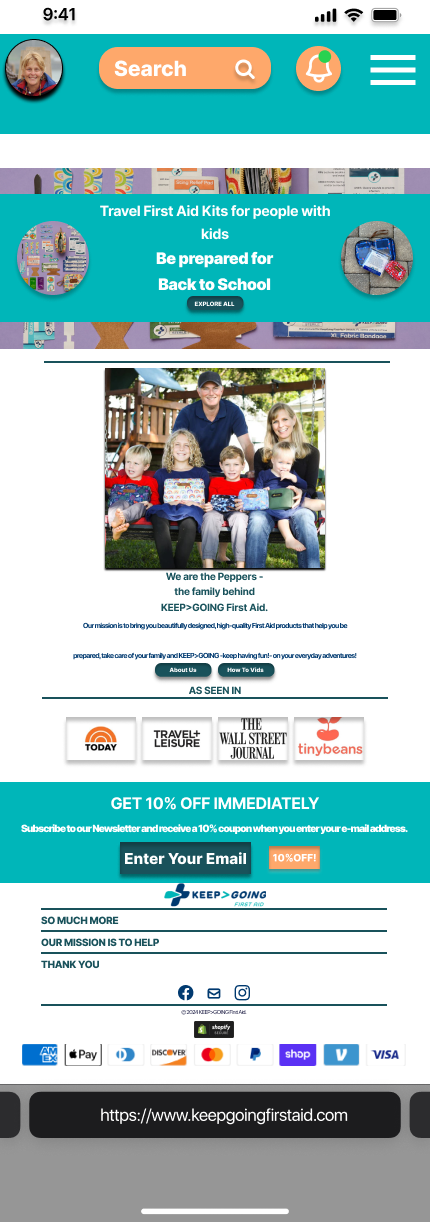 9:41
Search
Travel First Aid Kits for people with
kids
Be prepared for
Back to School
EXPLORE ALL
XL Fabric Bandage
We are the Peppers -
the family behind
KEEP>GOING First Aid.
Our mission is to bring you beautifully designed, high-quality First Aid products that help you be
prepared, take care of your family and KEEP>GOING -keep having fun!- on your everyday adventures!
About Us
How To Vids
AS SEEN IN
TODAY
TRAVEL+
LEISURE
THE
WALL STREET
JOURNAL
tinybeans
GET 10% OFF IMMEDIATELY
Subscribe to our Newsletter and receive a 10% coupon when you enter your e-mail address.
Enter Your Email
10%OFF!
KEEP>GOING
FIRST AID
SO MUCH MORE
OUR MISSION IS TO HELP
THANK YOU
©2024 KEEP>GOING First Aid.
shopify
SECURE
AM
EX
Pay
DISCOVER
shop
VISA
https://www.keepgoingfirstaid.com